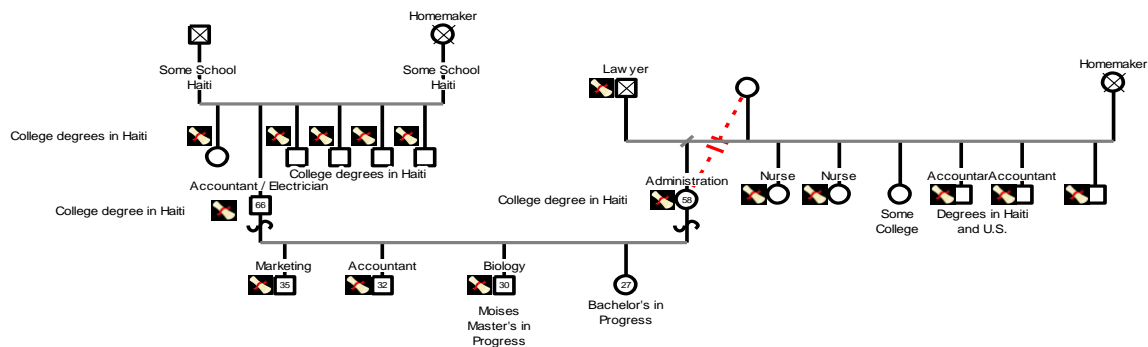 Homemaker
Some School
Haiti
Some School
Haiti
Lawyer
Homemaker
College degrees in Haiti
College degrees in Haiti
Accountant / Electrician
College degree in Haiti
66
Administration
College degree in Haiti
58
Nurse
Nurse
Some
College
Accountan
Accountant
Degrees in Haiti
and U.S.
Marketing
35
Accountant
32
Biology
30
Moises
Master's in
Progress
27
Bachelor's in
Progress